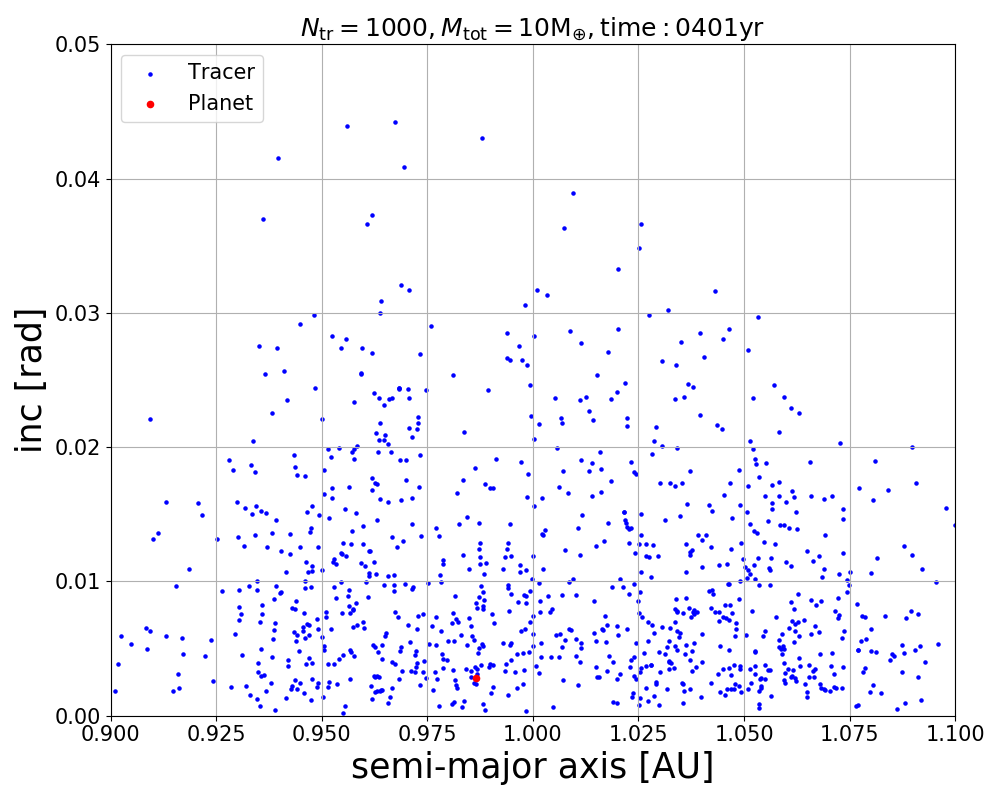 N_tr = 1000, M_tot = 10M_⊕, time : 0401yr
0.05
Tracer
Planet
0.04
0.03
inc [rad]
0.02
0.01
0.00
0.900 0.925 0.950 0.975 1.000 1.025 1.050 1.075 1.100
semi-major axis [AU]